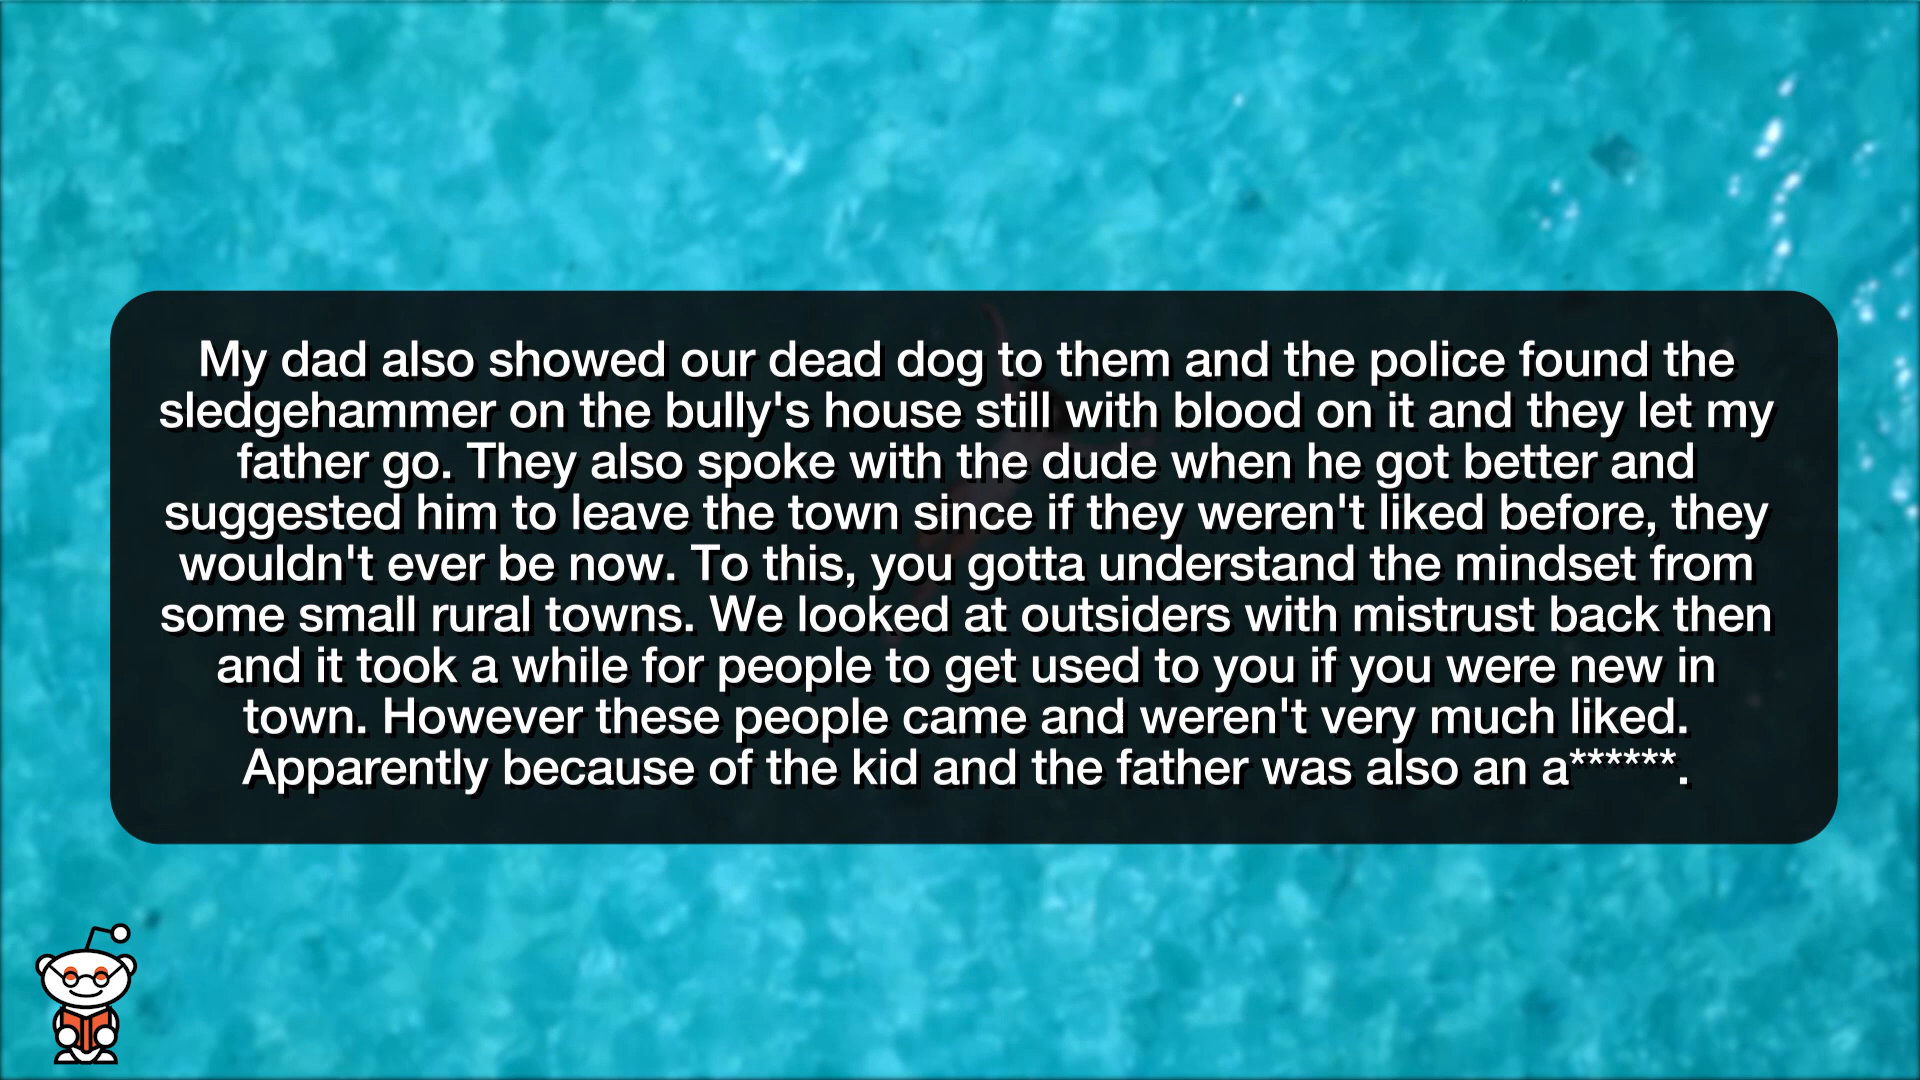 My dad also showed our dead dog to them and the police found the
sledgehammer on the bully's house still with blood on it and they let my
father go. They also spoke with the dude when he got better and
suggested him to leave the town since if they weren't liked before, they
wouldn't ever be now. To this, you gotta understand the mindset from
some small rural towns. We looked at outsiders with mistrust back then
and it took a while for people to get used to you if you were new in
town. However these people came and weren't very much liked.
Apparently because of the kid and the father was also an a******.